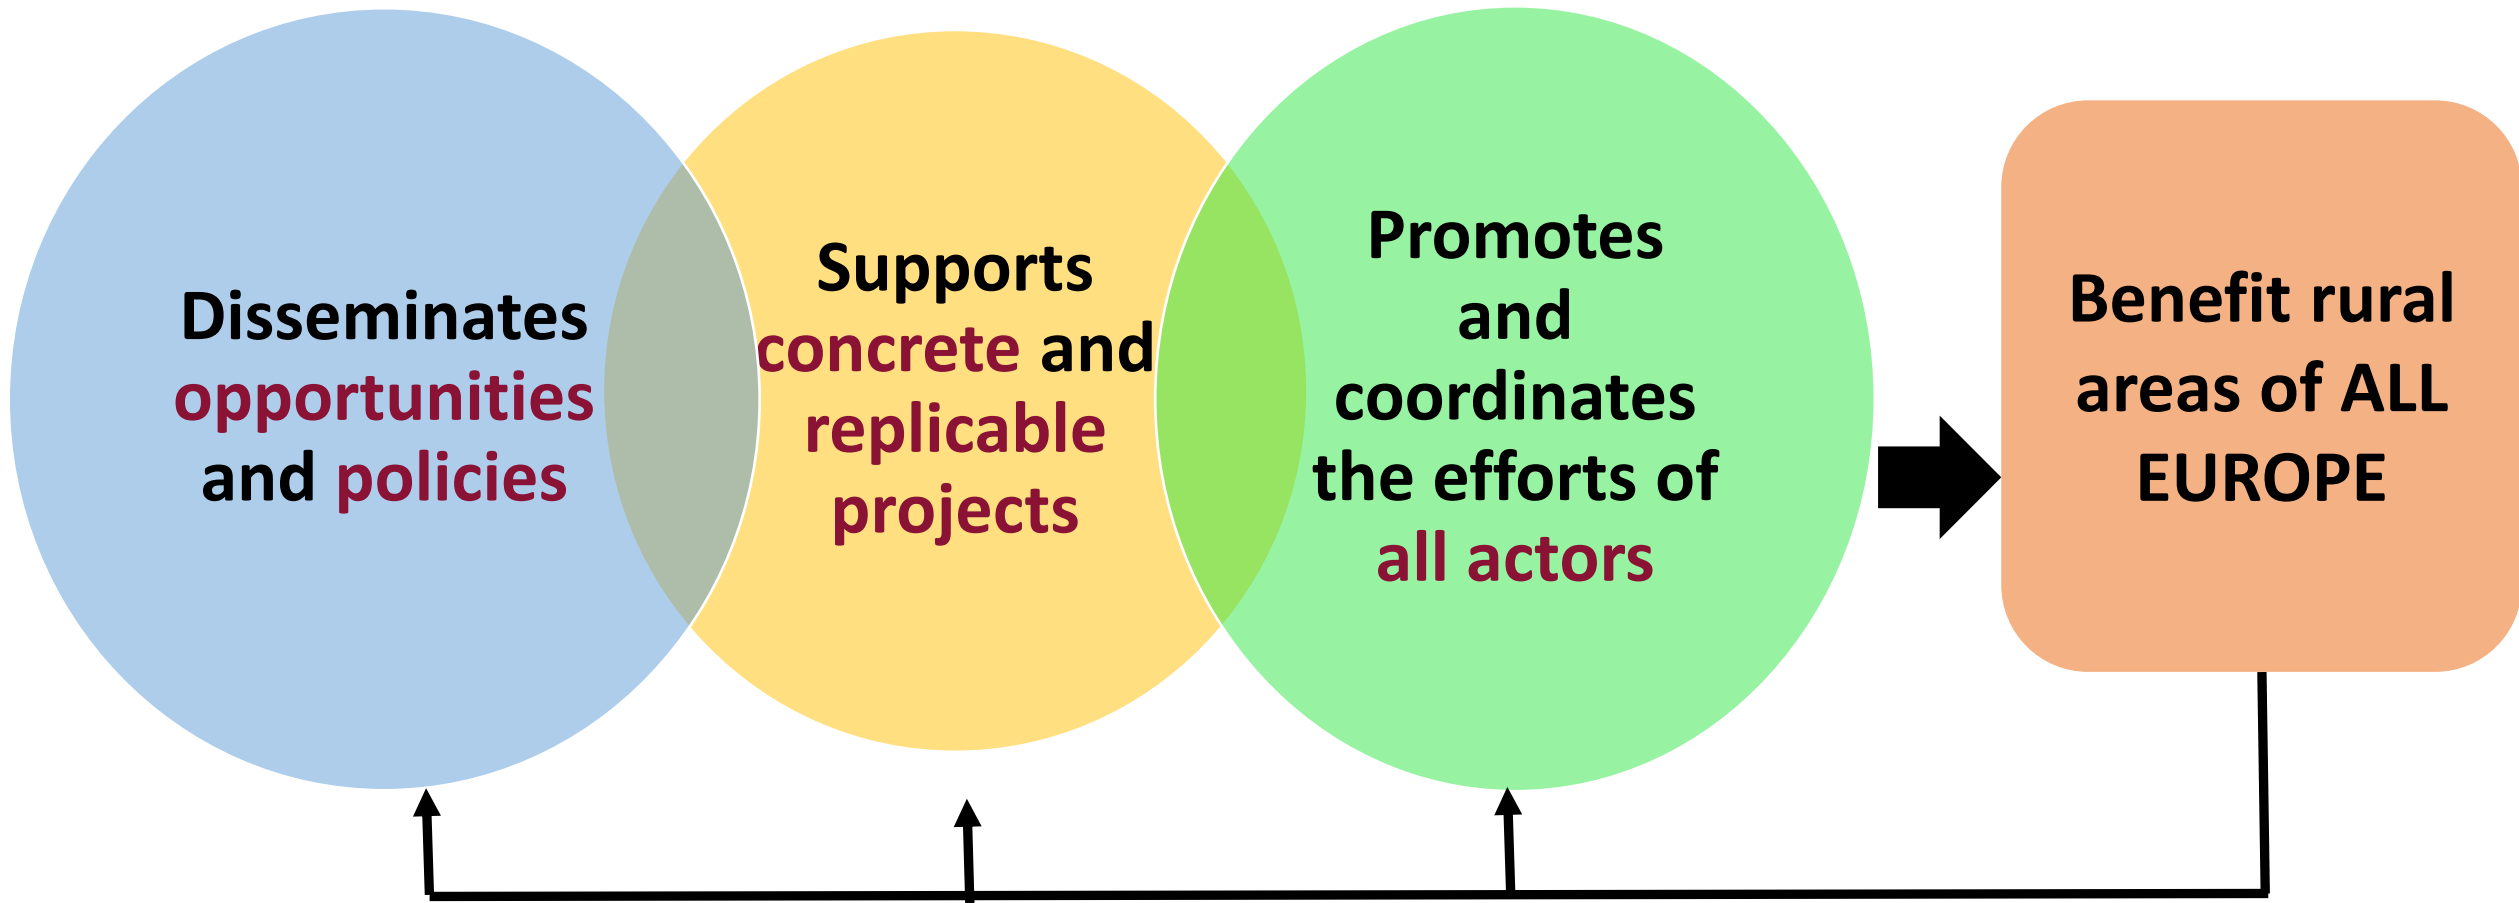 Disseminates
opportunities
and policies
Supports
concrete and
replicable
projects
Promotes
and
coordinates
the efforts of
all actors
Benefit rural
areas of ALL
EUROPE